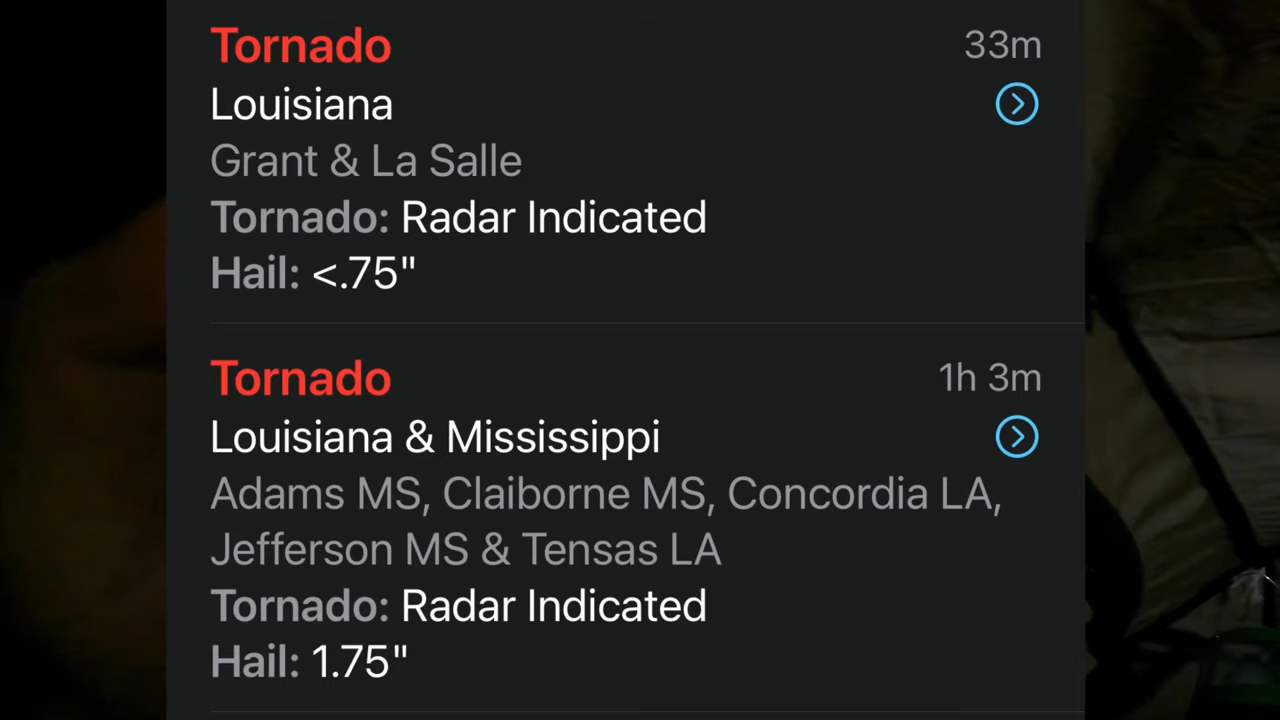 Tornado 33m
Louisiana
Grant & La Salle
Tornado: Radar Indicated
Hail: <.75"
Tornado 1h 3m
Louisiana & Mississippi
Adams MS, Claiborne MS, Concordia LA,
Jefferson MS & Tensas LA
Tornado: Radar Indicated
Hail: 1.75"